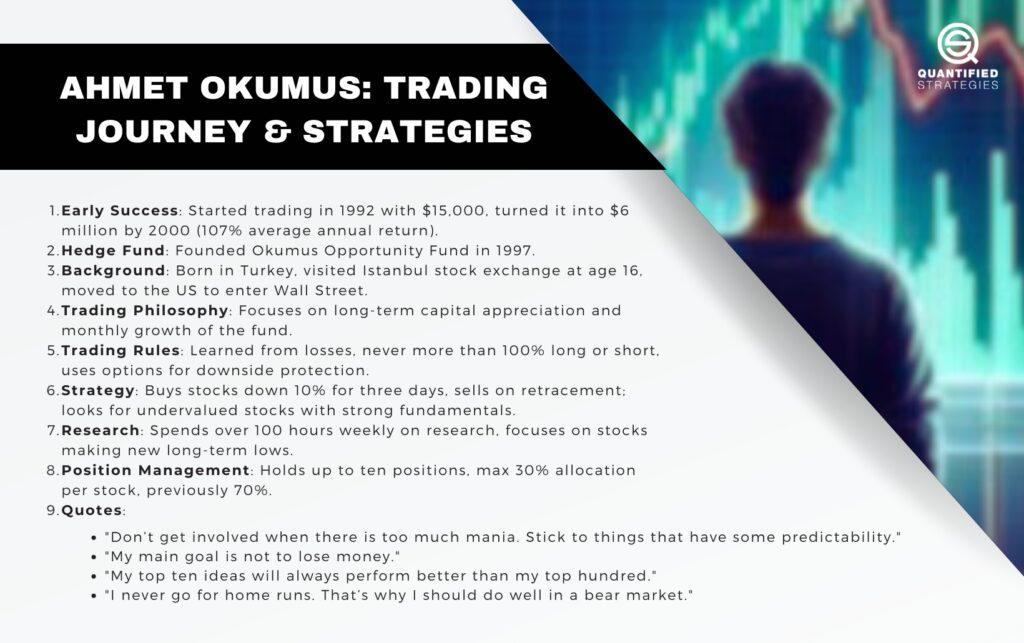 QUANTIFIED
STRATEGIES
AHMET OKUMUS: TRADING
JOURNEY & STRATEGIES
1. Early Success: Started trading in 1992 with $15,000, turned it into $6
million by 2000 (107% average annual return).
2. Hedge Fund: Founded Okumus Opportunity Fund in 1997.
3. Background: Born in Turkey, visited Istanbul stock exchange at age 16,
moved to the US to enter Wall Street.
4. Trading Philosophy: Focuses on long-term capital appreciation and
monthly growth of the fund.
5. Trading Rules: Learned from losses, never more than 100% long or short,
uses options for downside protection.
6. Strategy: Buys stocks down 10% for three days, sells on retracement;
looks for undervalued stocks with strong fundamentals.
7. Research: Spends over 100 hours weekly on research, focuses on stocks
making new long-term lows.
8. Position Management: Holds up to ten positions, max 30% allocation
per stock, previously 70%.
9. Quotes:
• "Don't get involved when there is too much mania. Stick to things that have some predictability."
• "My main goal is not to lose money."
• "My top ten ideas will always perform better than my top hundred."
• "I never go for home runs. That's why I should do well in a bear market."